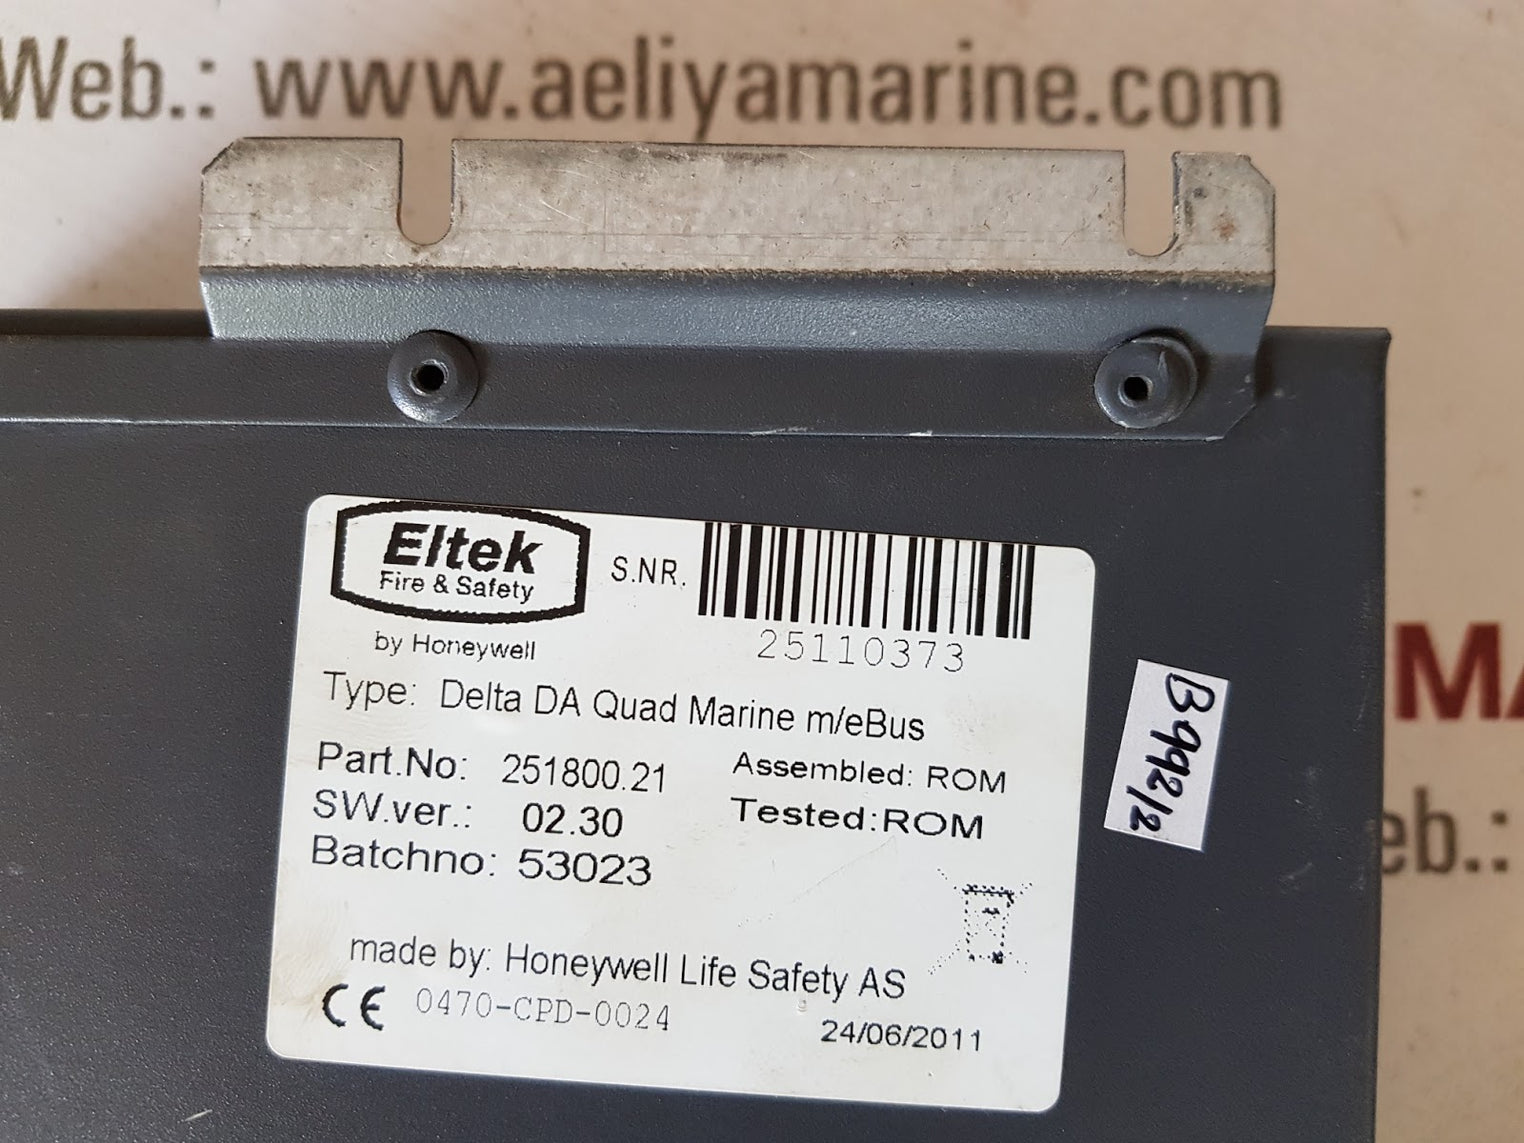 Web.: www.aeliyamarine.com
Eltek
Fire & Safety
by Honeywell
S.NR.
25110373
Type: Delta DA Quad Marine m/eBus
Part.No: 251800.21
Assembled: ROM
SW.ver.: 02.30
Tested:ROM
Batchno: 53023
made by: Honeywell Life Safety AS
CE 0470-CPD-0024
24/06/2011
B992/2
MA
eb.: